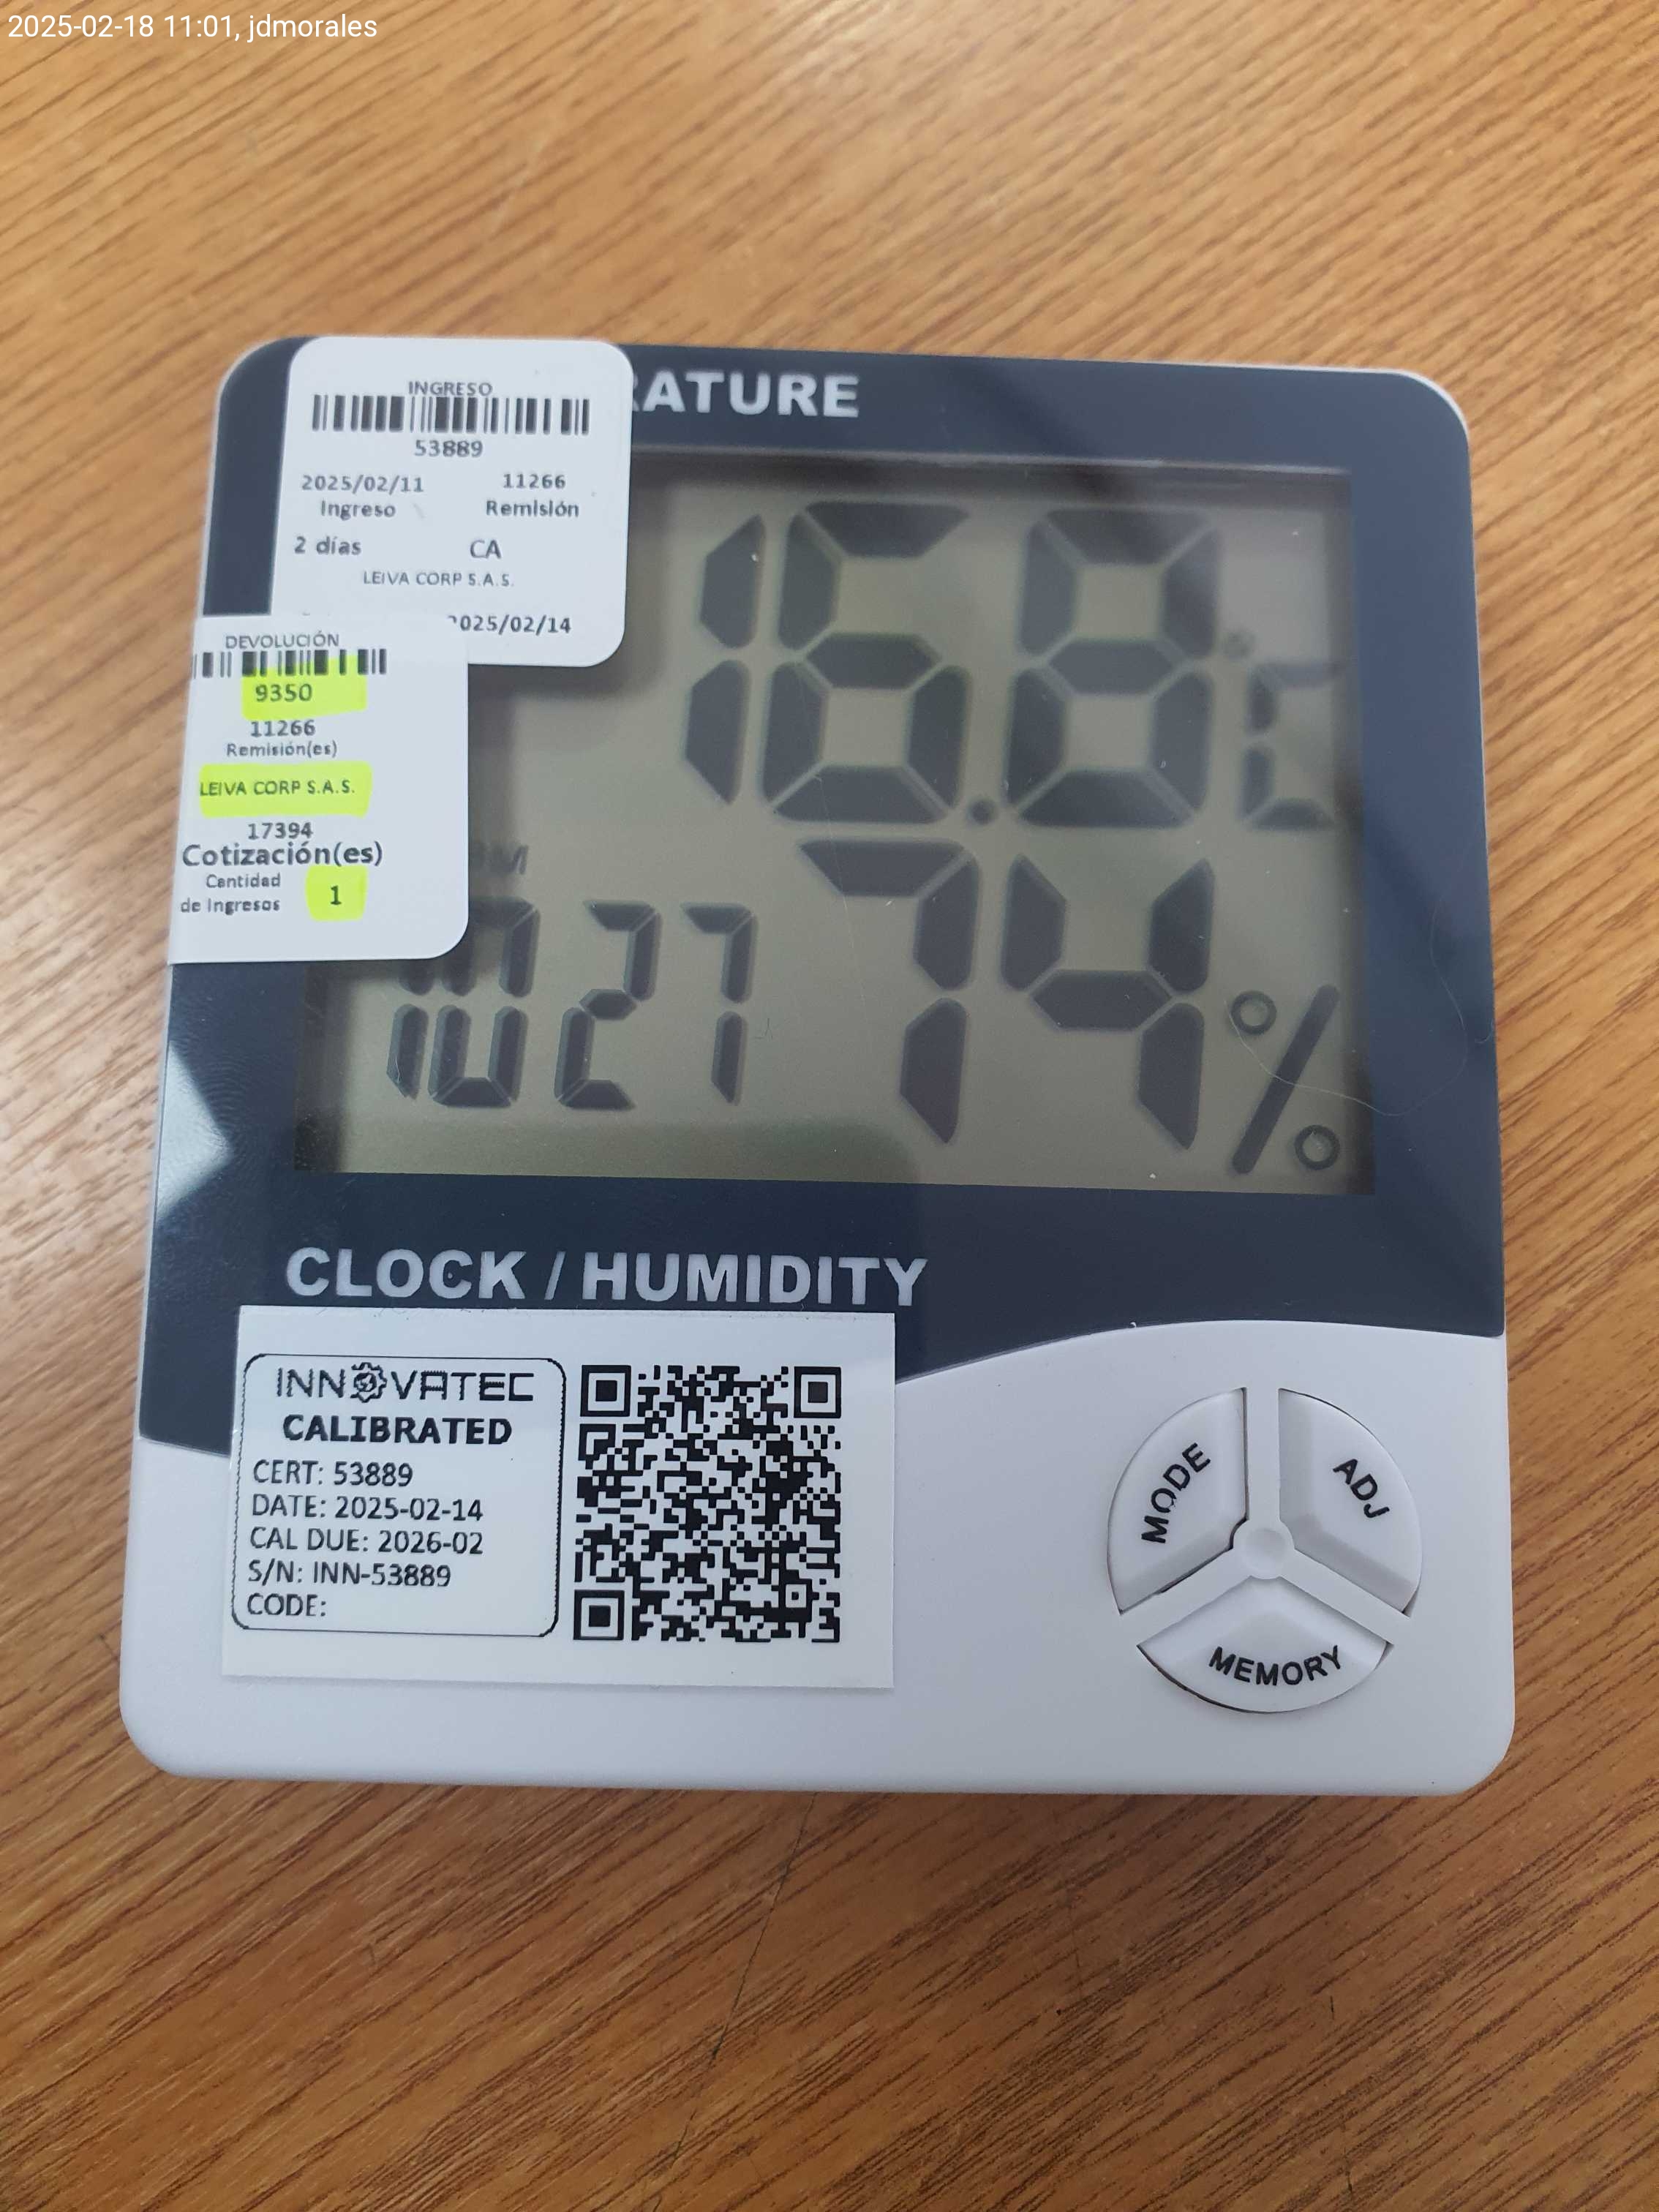 2025-02-18 11:01, jdmorales
RATURE
INGRESO
53889
2025/02/11 11266
Ingreso Remisión
2 días CA
LEIVA CORP S.A.S.
2025/02/14
DEVOLUCIÓN
9350
11266
Remisión(es)
LEIVA CORP S.A.S.
17394
Cotización(es)
Cantidad
de Ingresos 1
16.8 °C
PM
10 27
74%
CLOCK / HUMIDITY
INNOVATEC
CALIBRATED
CERT: 53889
DATE: 2025-02-14
CAL DUE: 2026-02
S/N: INN-53889
CODE:
MODE
ADJ
MEMORY